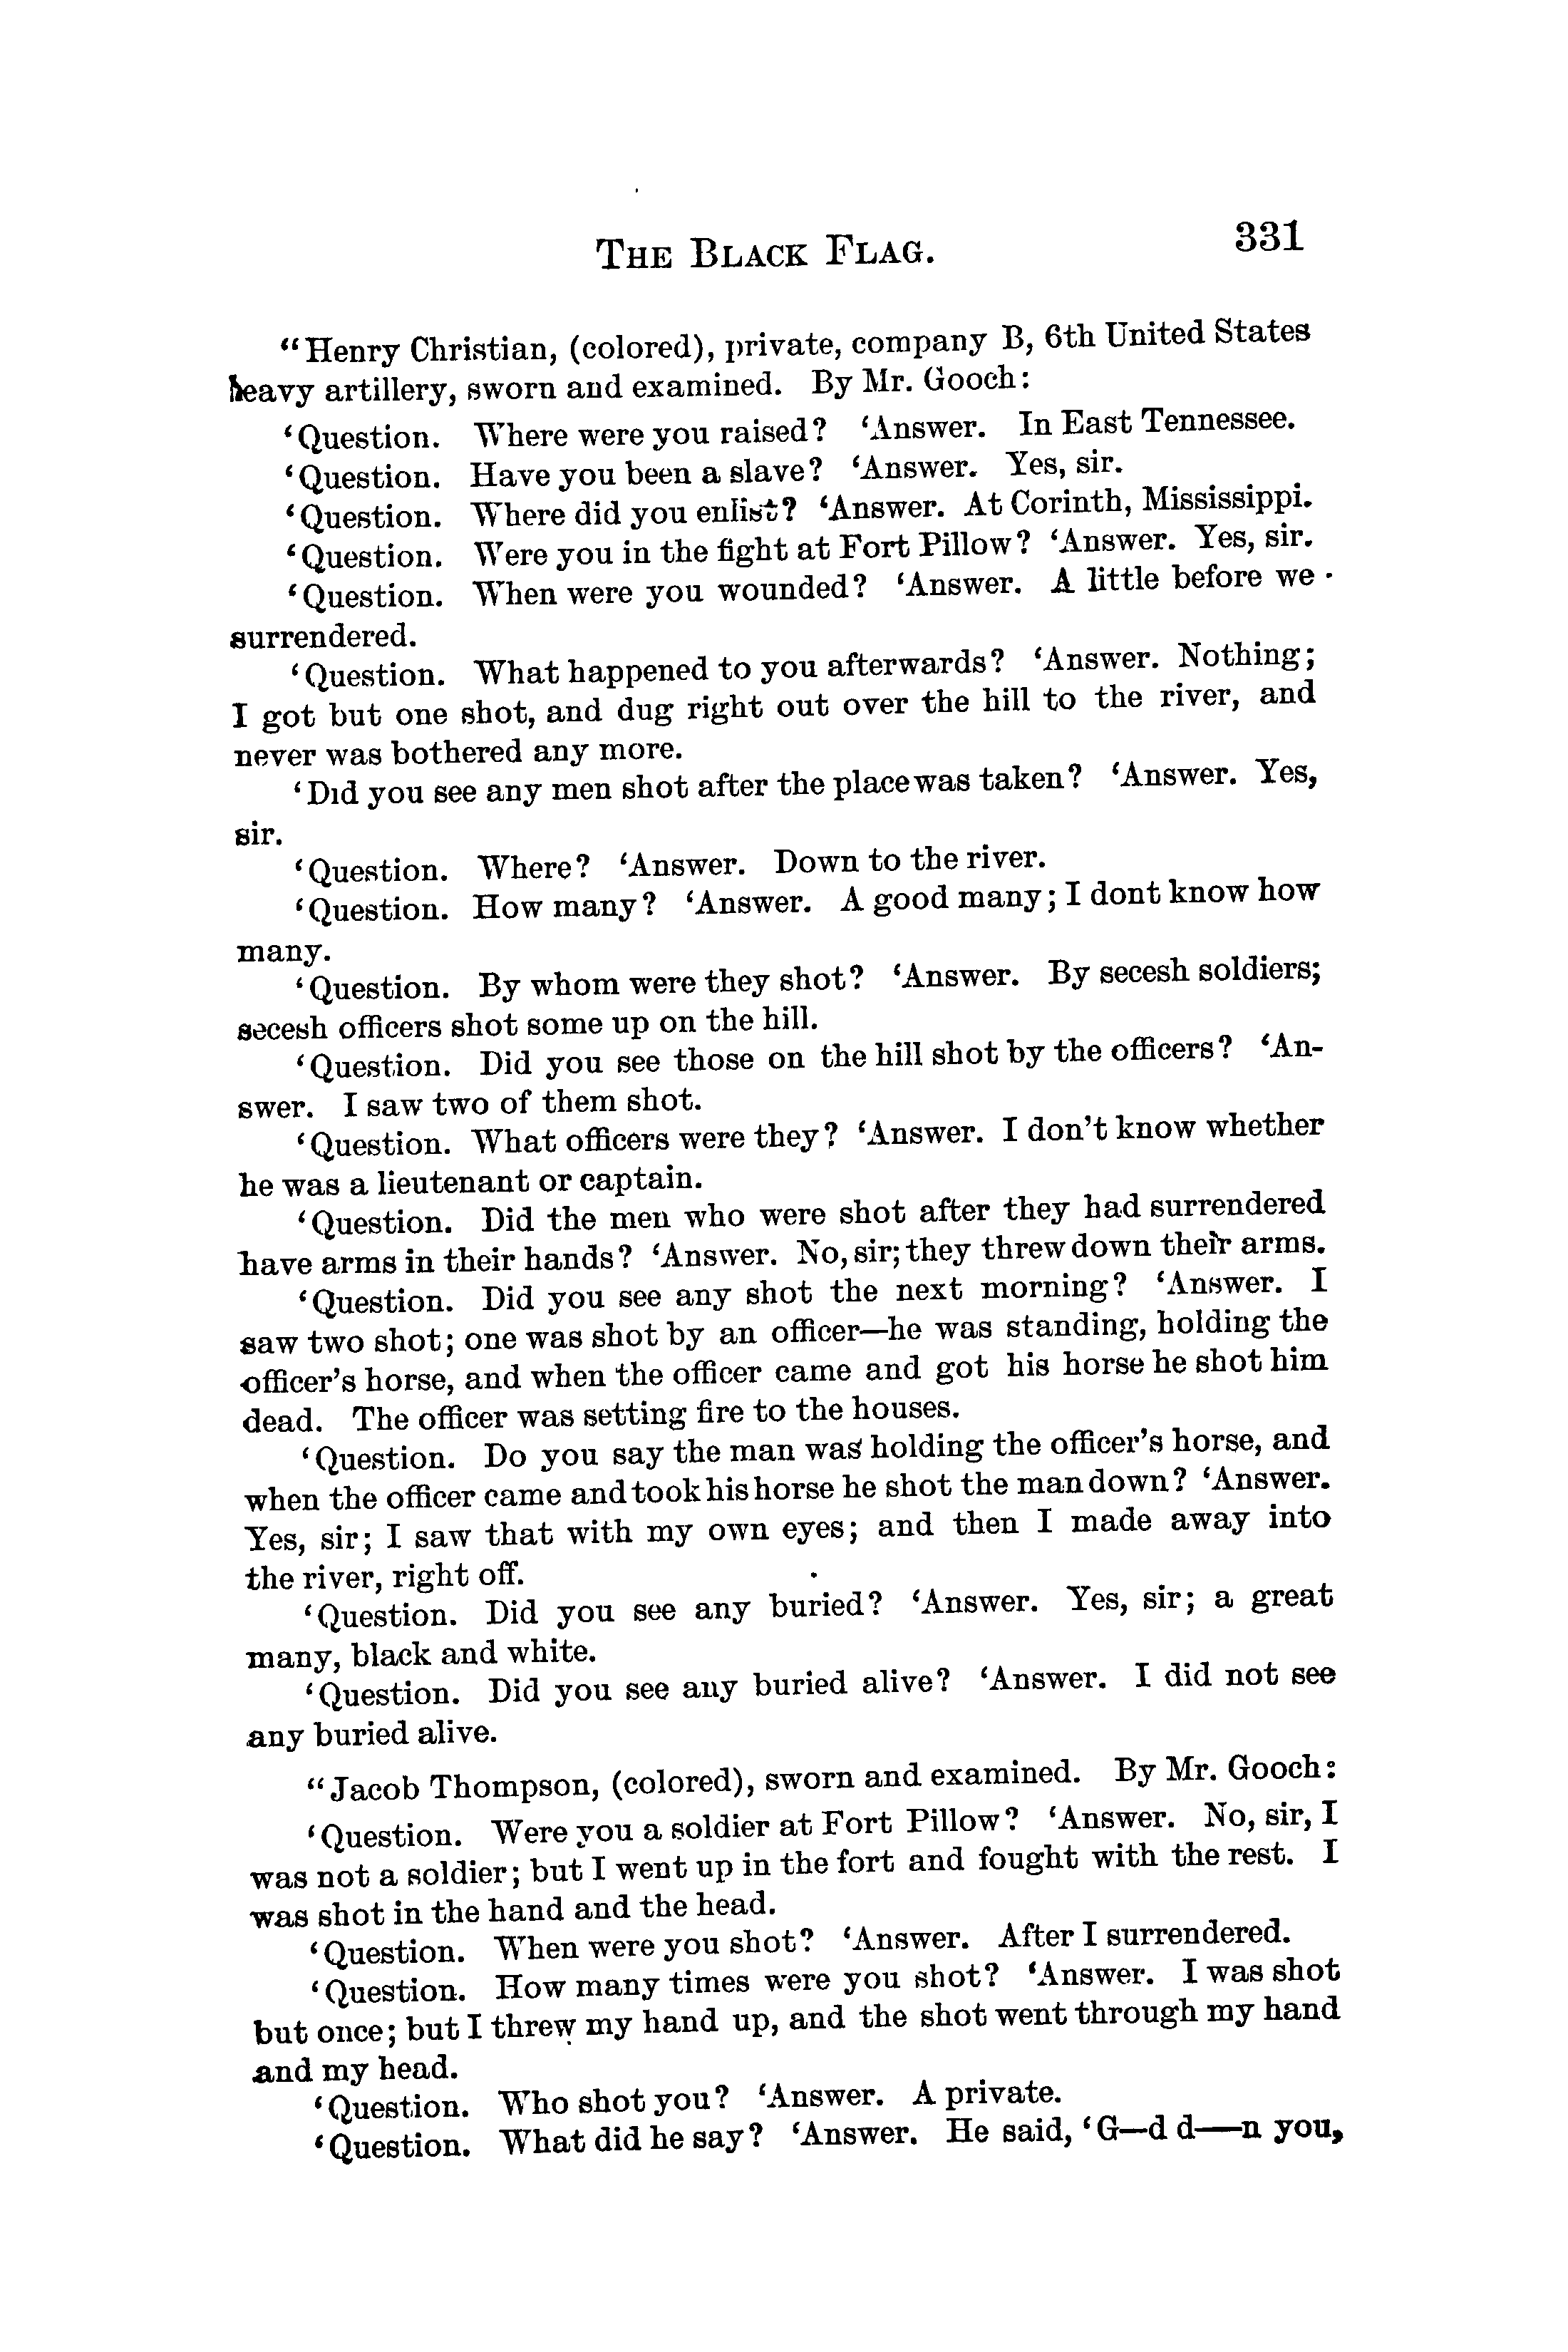 THE BLACK FLAG. 331
“Henry Christian, (colored), private, company B, 6th United States
heavy artillery, sworn and examined. By Mr. Gooch:
‘Question. Where were you raised? ‘Answer. In East Tennessee.
‘Question. Have you been a slave? ‘Answer. Yes, sir.
‘Question. Where did you enlist? ‘Answer. At Corinth, Mississippi.
‘Question. Were you in the fight at Fort Pillow? ‘Answer. Yes, sir.
‘Question. When were you wounded? ‘Answer. A little before we
surrendered.
‘Question. What happened to you afterwards? ‘Answer. Nothing;
I got but one shot, and dug right out over the hill to the river, and
never was bothered any more.
‘Did you see any men shot after the place was taken? ‘Answer. Yes,
sir.
‘Question. Where? ‘Answer. Down to the river.
‘Question. How many? ‘Answer. A good many; I dont know how
many.
‘Question. By whom were they shot? ‘Answer. By secesh soldiers;
secesh officers shot some up on the hill.
‘Question. Did you see those on the hill shot by the officers? ‘An-
swer. I saw two of them shot.
‘Question. What officers were they? ‘Answer. I don't know whether
he was a lieutenant or captain.
‘Question. Did the men who were shot after they had surrendered
have arms in their hands? ‘Answer. No, sir; they threw down their arms.
‘Question. Did you see any shot the next morning? ‘Answer. I
saw two shot; one was shot by an officer—he was standing, holding the
officer's horse, and when the officer came and got his horse he shot him
dead. The officer was setting fire to the houses.
‘Question. Do you say the man was holding the officer's horse, and
when the officer came and took his horse he shot the man down? ‘Answer.
Yes, sir; I saw that with my own eyes; and then I made away into
the river, right off.
‘Question. Did you see any buried? ‘Answer. Yes, sir; a great
many, black and white.
‘Question. Did you see any buried alive? ‘Answer. I did not see
any buried alive.
“Jacob Thompson, (colored), sworn and examined. By Mr. Gooch:
‘Question. Were you a soldier at Fort Pillow? ‘Answer. No, sir, I
was not a soldier; but I went up in the fort and fought with the rest. I
was shot in the hand and the head.
‘Question. When were you shot? ‘Answer. After I surrendered.
‘Question. How many times were you shot? ‘Answer. I was shot
but once; but I threw my hand up, and the shot went through my hand
and my head.
‘Question. Who shot you? ‘Answer. A private.
‘Question. What did he say? ‘Answer. He said, ‘G—d d——n you,